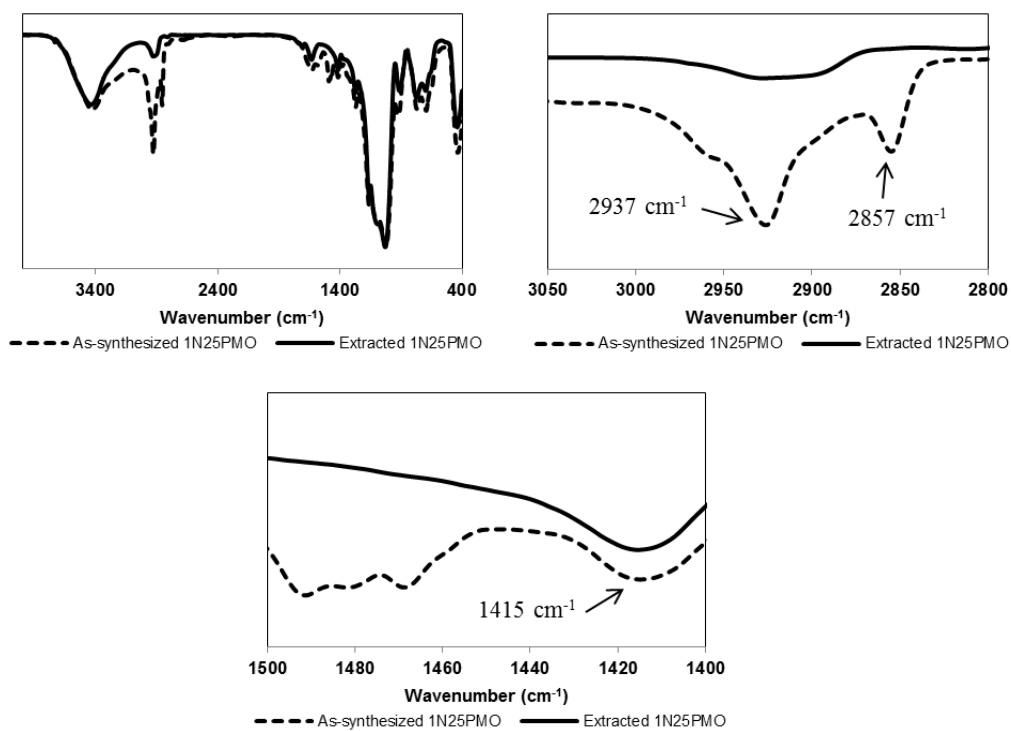 3400 2400 1400 400
Wavenumber (cm-1)
As-synthesized 1N25PMO Extracted 1N25PMO
2937 cm-1
2857 cm-1
3050 3000 2950 2900 2850 2800
Wavenumber (cm-1)
As-synthesized 1N25PMO Extracted 1N25PMO
1415 cm-1
1500 1480 1460 1440 1420 1400
Wavenumber (cm-1)
As-synthesized 1N25PMO Extracted 1N25PMO